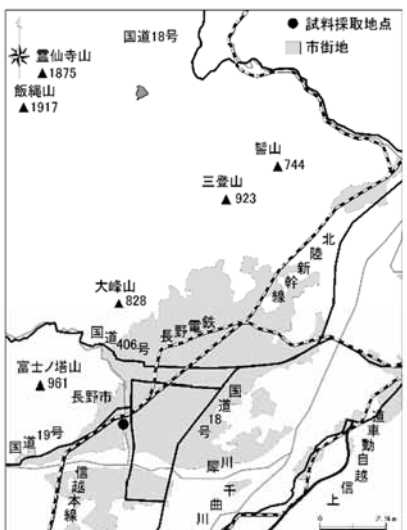 国道18号
● 試料採取地点
市街地
霊仙寺山
▲1875
飯縄山
▲1917
髻山
▲744
三登山
▲923
北陸新幹線
大峰山
▲828
長野電鉄
国道406号
富士ノ塔山
▲961
長野市
国道18号
国道19号
信越本線
犀川
千曲川
上信越自動車道